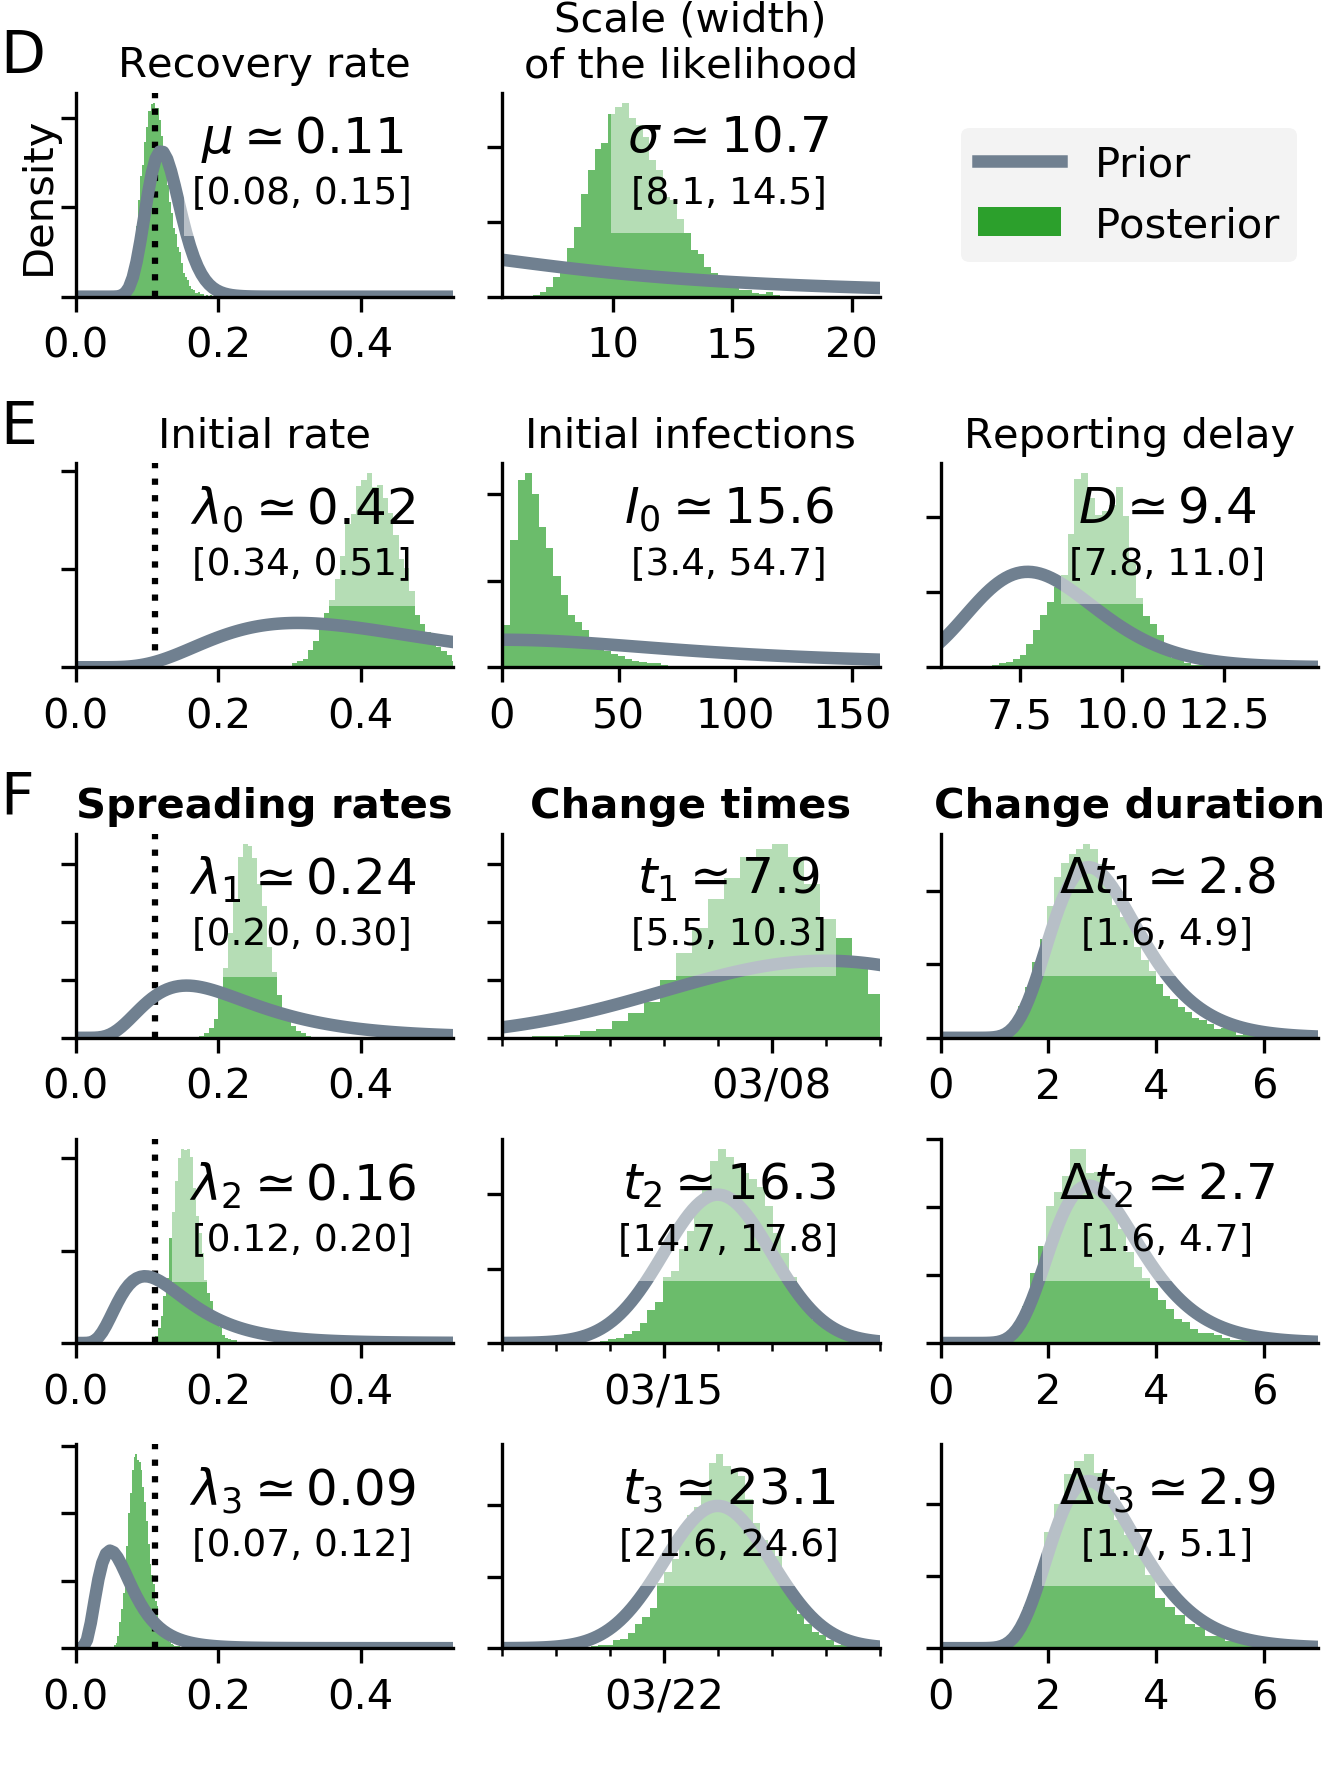 D
Recovery rate
Scale (width)
of the likelihood
Density
μ ≃ 0.11
[0.08, 0.15]
0.0 0.2 0.4
σ ≃ 10.7
[8.1, 14.5]
10 15 20
Prior
Posterior
E
Initial rate
λ0 ≃ 0.42
[0.34, 0.51]
0.0 0.2 0.4
Initial infections
I0 ≃ 15.6
[3.4, 54.7]
0 50 100 150
Reporting delay
D ≃ 9.4
[7.8, 11.0]
7.5 10.0 12.5
F
Spreading rates
λ1 ≃ 0.24
[0.20, 0.30]
0.0 0.2 0.4
Change times
t1 ≃ 7.9
[5.5, 10.3]
03/08
Change duration
Δt1 ≃ 2.8
[1.6, 4.9]
0 2 4 6
λ2 ≃ 0.16
[0.12, 0.20]
0.0 0.2 0.4
t2 ≃ 16.3
[14.7, 17.8]
03/15
Δt2 ≃ 2.7
[1.6, 4.7]
0 2 4 6
λ3 ≃ 0.09
[0.07, 0.12]
0.0 0.2 0.4
t3 ≃ 23.1
[21.6, 24.6]
03/22
Δt3 ≃ 2.9
[1.7, 5.1]
0 2 4 6